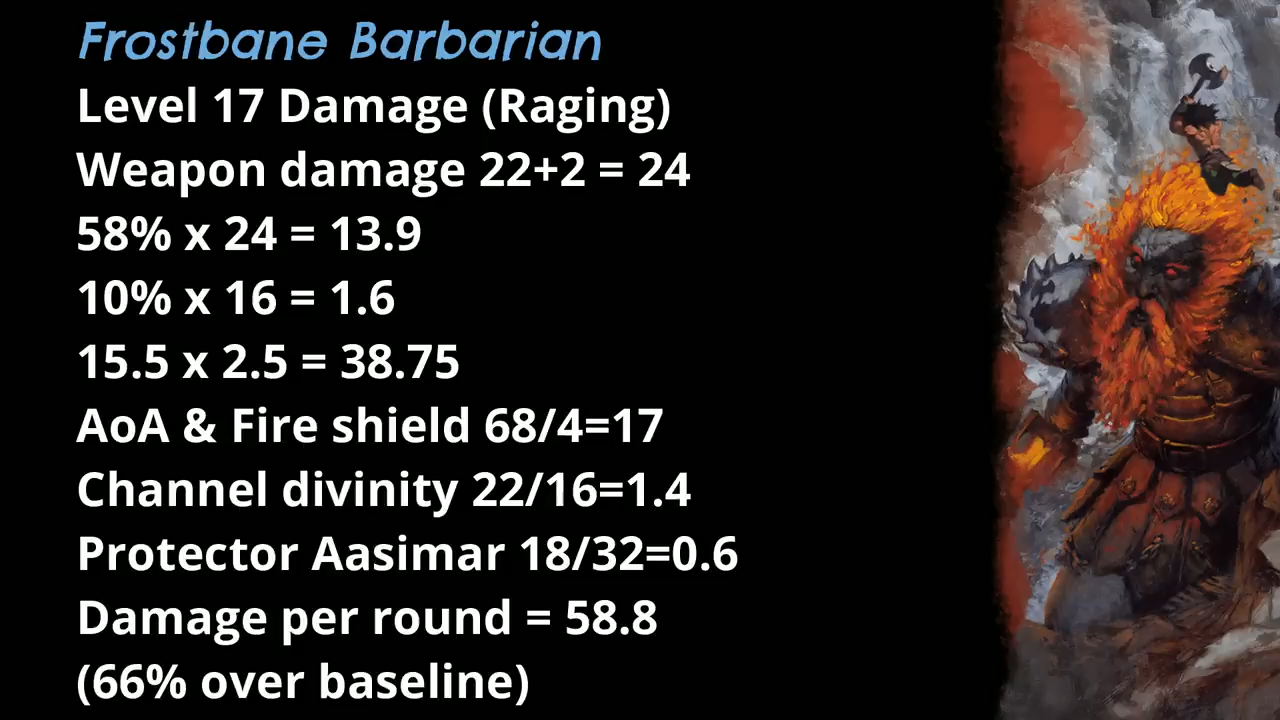 Frostbane Barbarian
Level 17 Damage (Raging)
Weapon damage 22+2 = 24
58% x 24 = 13.9
10% x 16 = 1.6
15.5 x 2.5 = 38.75
AoA & Fire shield 68/4=17
Channel divinity 22/16=1.4
Protector Aasimar 18/32=0.6
Damage per round = 58.8
(66% over baseline)